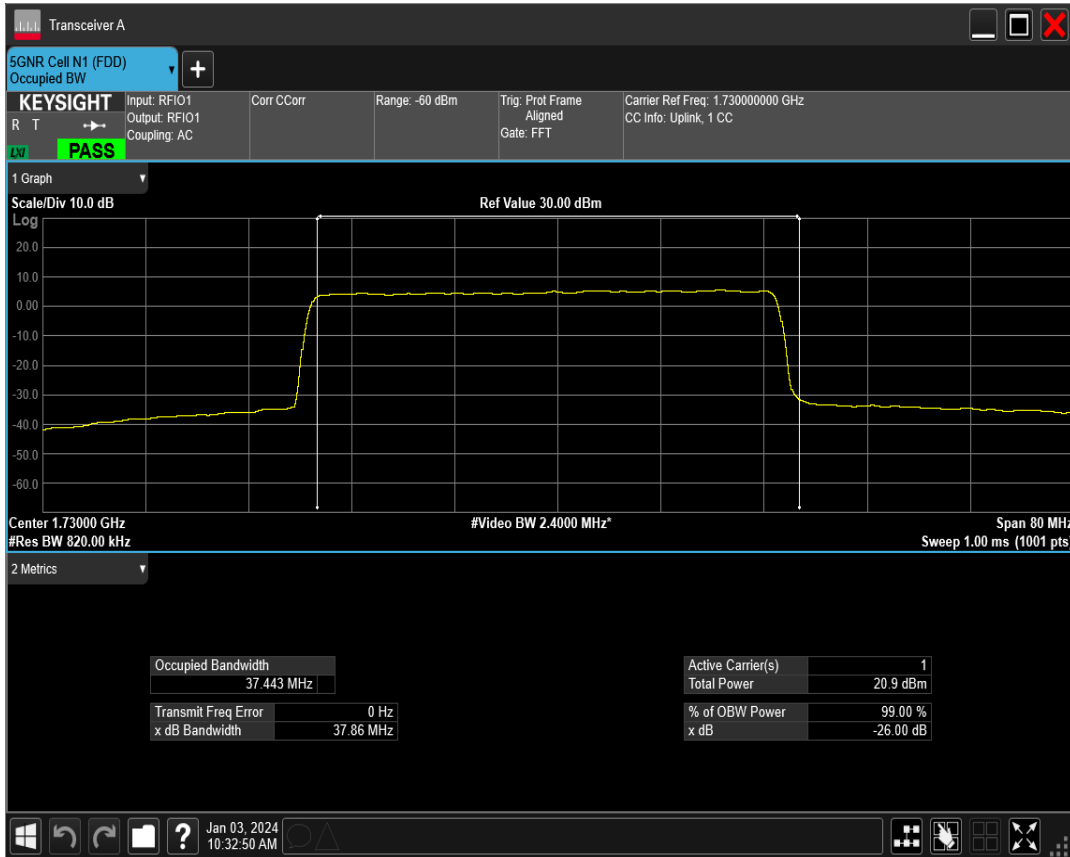 Transceiver A
5GNR Cell N1 (FDD)
Occupied BW
+
KEYSIGHT
R T
LXI
PASS
Input: RFIO1
Output: RFIO1
Coupling: AC
Corr CCorr
Range: -60 dBm
Trig: Prot Frame
Aligned
Gate: FFT
Carrier Ref Freq: 1.730000000 GHz
CC Info: Uplink, 1 CC
1 Graph
Scale/Div 10.0 dB
Ref Value 30.00 dBm
Log
20.0
10.0
0.00
-10.0
-20.0
-30.0
-40.0
-50.0
-60.0
Center 1.73000 GHz
#Video BW 2.4000 MHz*
Span 80 MHz
#Res BW 820.00 kHz
Sweep 1.00 ms (1001 pts)
2 Metrics
Occupied Bandwidth
37.443 MHz
Transmit Freq Error 0 Hz
x dB Bandwidth 37.86 MHz
Active Carrier(s) 1
Total Power 20.9 dBm
% of OBW Power 99.00 %
x dB -26.00 dB
?
Jan 03, 2024
10:32:50 AM